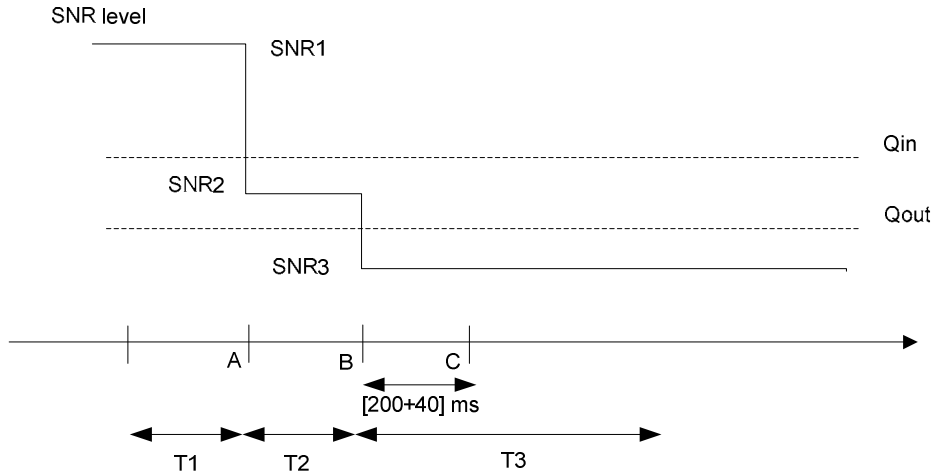 SNR level
SNR1
Qin
SNR2
Qout
SNR3
A
B
C
[200+40] ms
T1
T2
T3